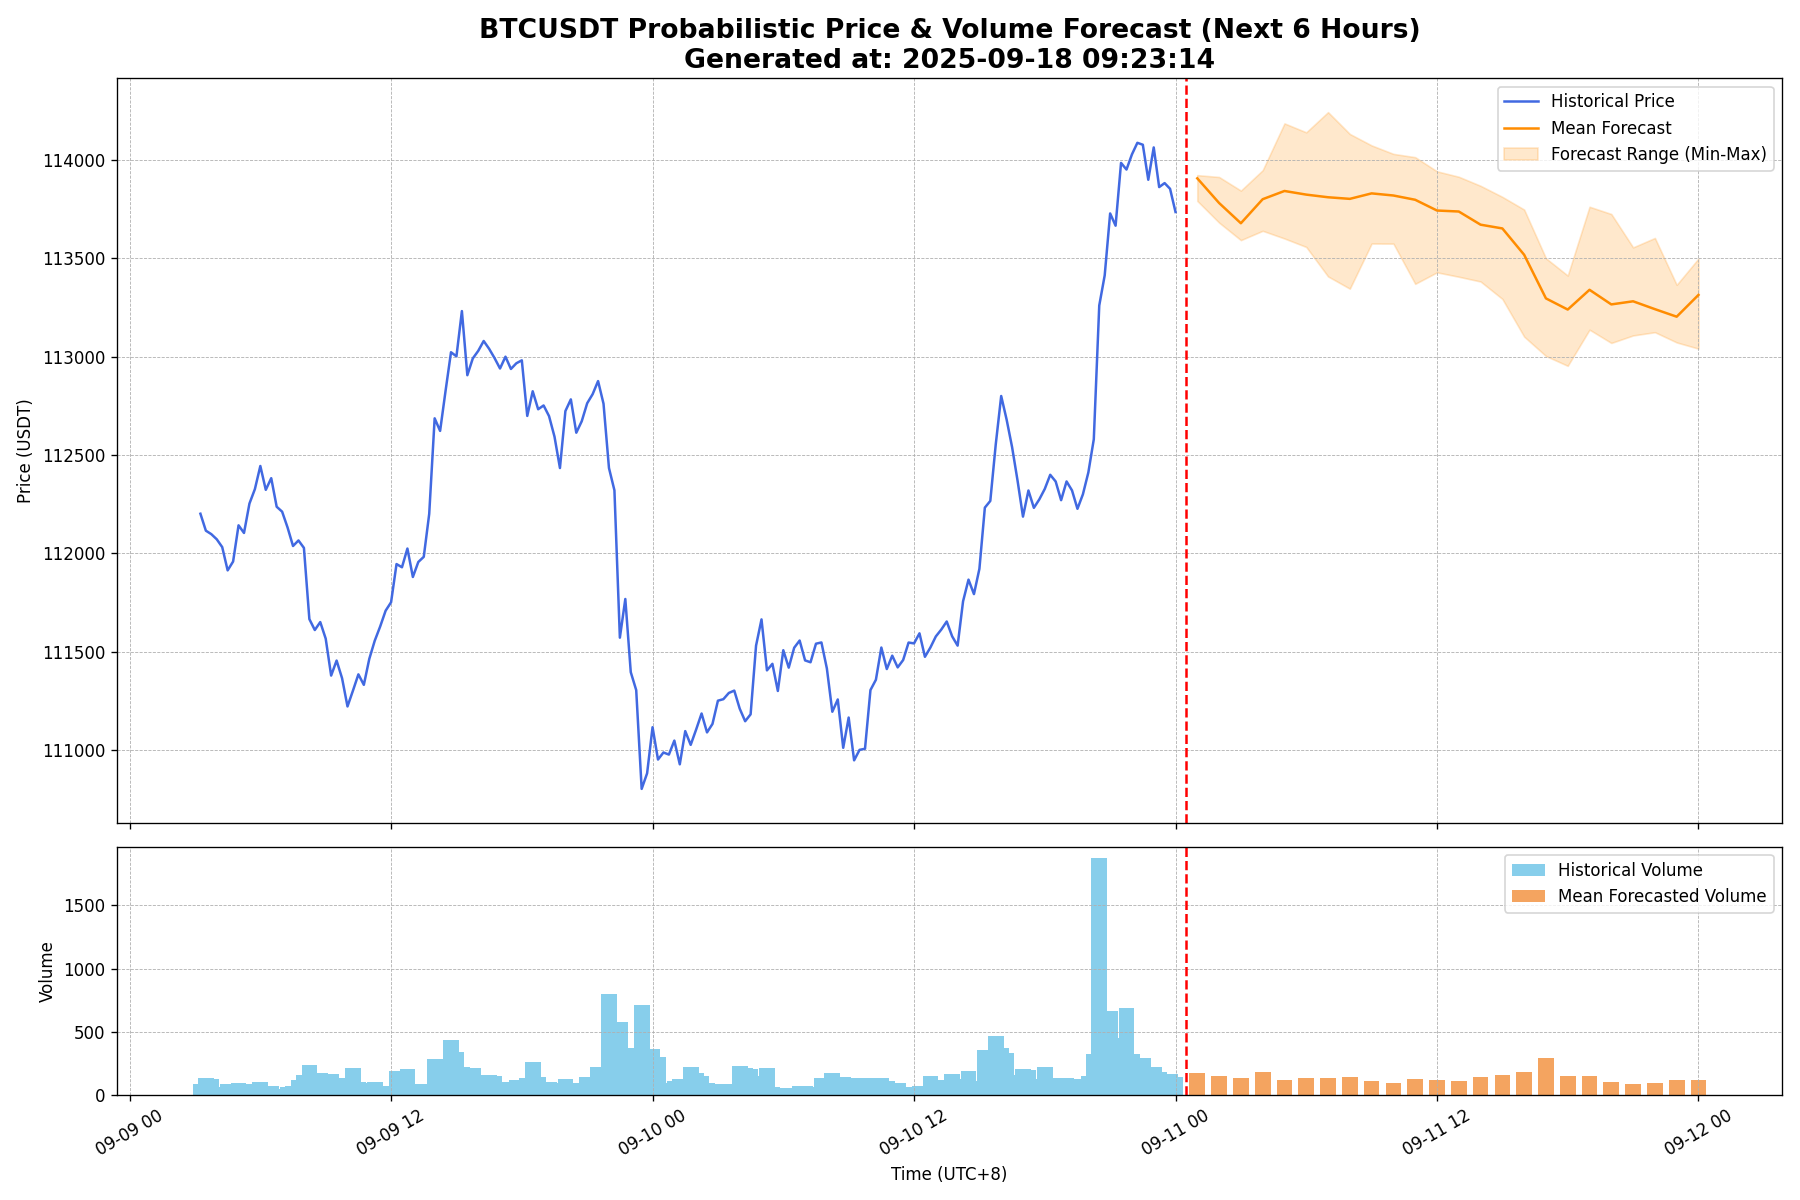 BTCUSDT Probabilistic Price & Volume Forecast (Next 6 Hours)
Generated at: 2025-09-18 09:23:14
Historical Price
Mean Forecast
Forecast Range (Min-Max)
Price (USDT)
114000
113500
113000
112500
112000
111500
111000
Historical Volume
Mean Forecasted Volume
Volume
1500
1000
500
0
09-09 00
09-09 12
09-10 00
09-10 12
09-11 00
09-11 12
09-12 00
Time (UTC+8)